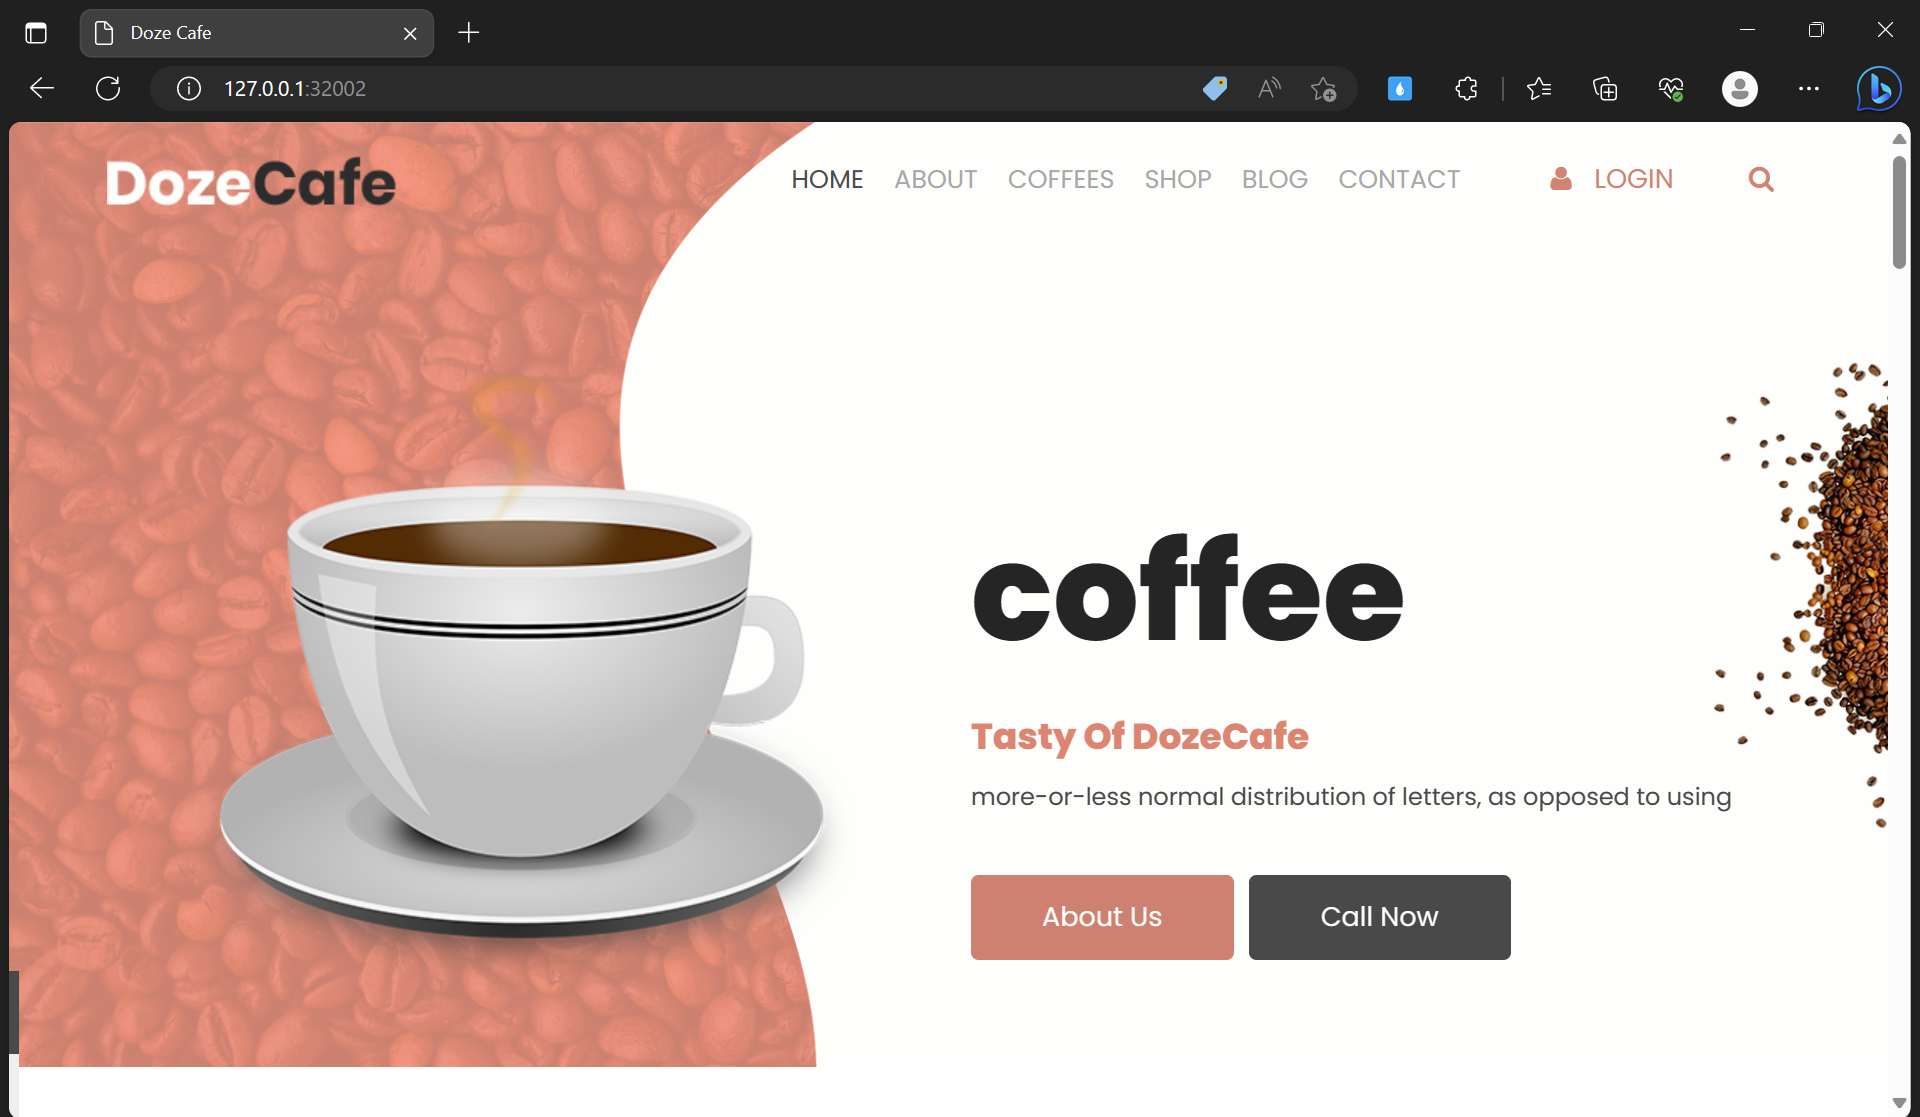 Doze Cafe
127.0.0.1:32002
DozeCafe
HOME ABOUT COFFEES SHOP BLOG CONTACT LOGIN
coffee
Tasty Of DozeCafe
more-or-less normal distribution of letters, as opposed to using
About Us Call Now